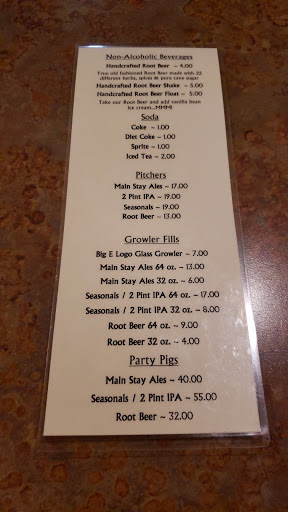 Non-Alcoholic Beverages
Handcrafted Root Beer ~ 4.00
True old fashioned Root Beer made with 22
different herbs, spices & pure cane sugar
Handcrafted Root Beer Shake ~ 5.00
Handcrafted Root Beer Float ~ 5.00
Take our Root Beer and add vanilla bean
ice cream...MMM!
Soda
Coke ~ 1.00
Diet Coke ~ 1.00
Sprite ~ 1.00
Iced Tea ~ 2.00
Pitchers
Main Stay Ales ~ 17.00
2 Pint IPA ~ 19.00
Seasonals ~ 19.00
Root Beer ~ 13.00
Growler Fills
Big E Logo Glass Growler ~ 7.00
Main Stay Ales 64 oz. ~ 13.00
Main Stay Ales 32 oz. ~ 6.00
Seasonals / 2 Pint IPA 64 oz. ~ 17.00
Seasonals / 2 Pint IPA 32 oz. ~ 8.00
Root Beer 64 oz. ~ 9.00
Root Beer 32 oz. ~ 4.00
Party Pigs
Main Stay Ales ~ 40.00
Seasonals / 2 Pint IPA ~ 55.00
Root Beer ~ 32.00